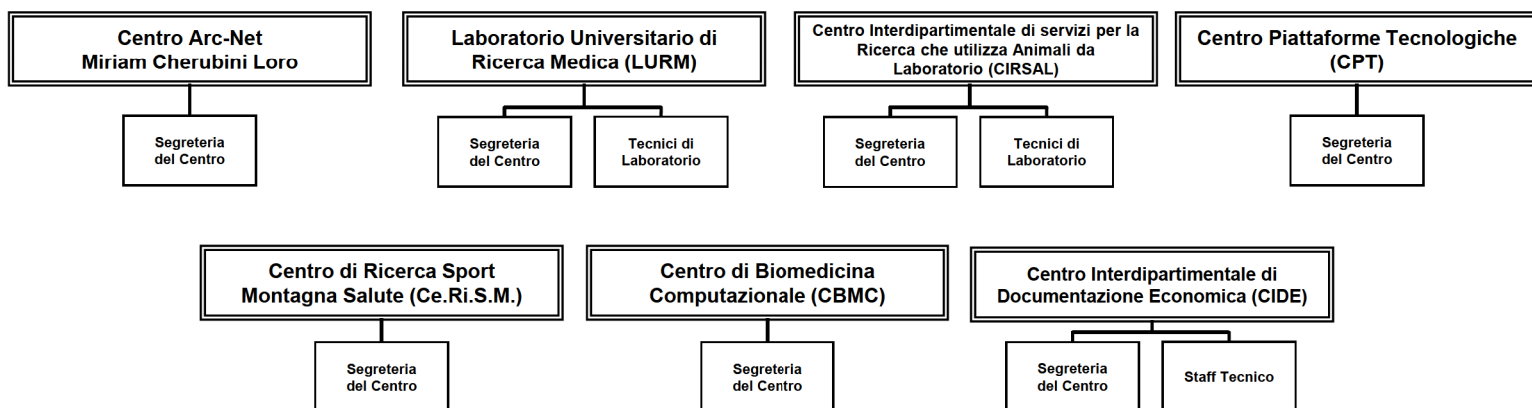 Centro Arc-Net
Miriam Cherubini Loro
Segreteria
del Centro
Laboratorio Universitario di
Ricerca Medica (LURM)
Segreteria
del Centro
Tecnici di
Laboratorio
Centro Interdipartimentale di servizi per la
Ricerca che utilizza Animali da
Laboratorio (CIRSAL)
Segreteria
del Centro
Tecnici di
Laboratorio
Centro Piattaforme Tecnologiche
(CPT)
Segreteria
del Centro
Centro di Ricerca Sport
Montagna Salute (Ce.Ri.S.M.)
Segreteria
del Centro
Centro di Biomedicina
Computazionale (CBMC)
Segreteria
del Centro
Centro Interdipartimentale di
Documentazione Economica (CIDE)
Segreteria
del Centro
Staff Tecnico